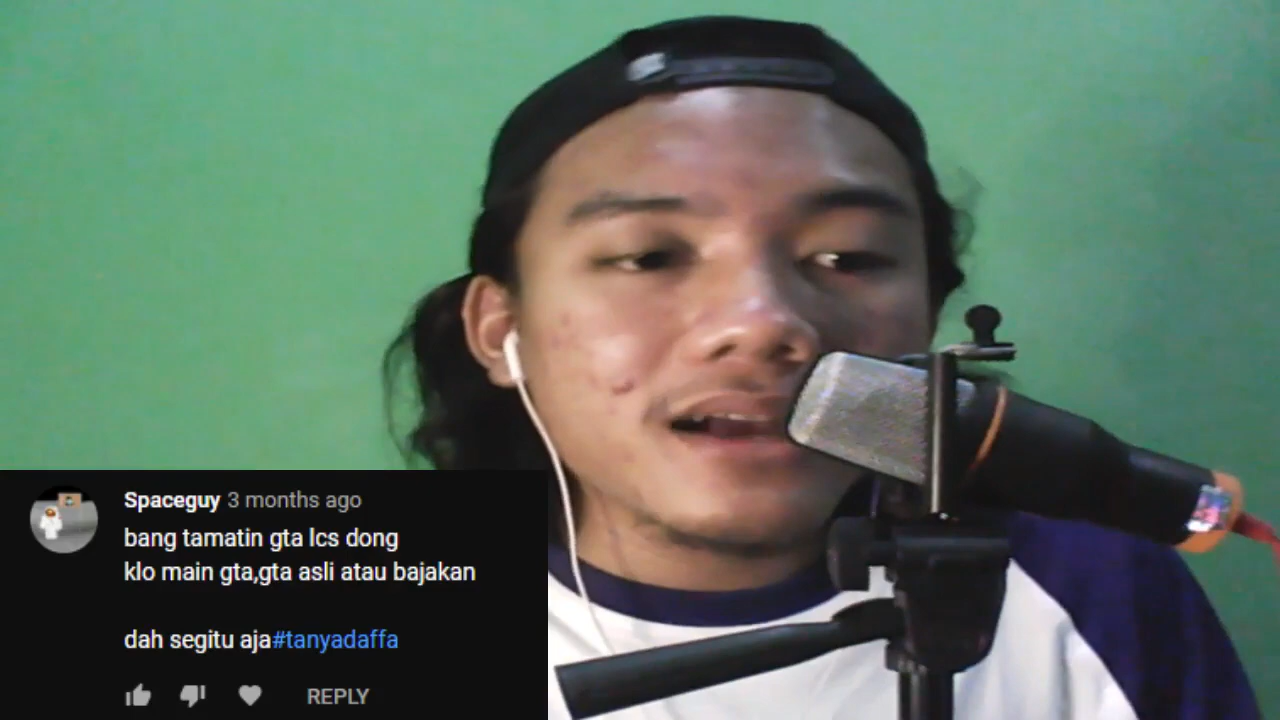 Spaceguy 3 months ago
bang tamatin gta lcs dong
klo main gta,gta asli atau bajakan
dah segitu aja#tanyadaffa
REPLY